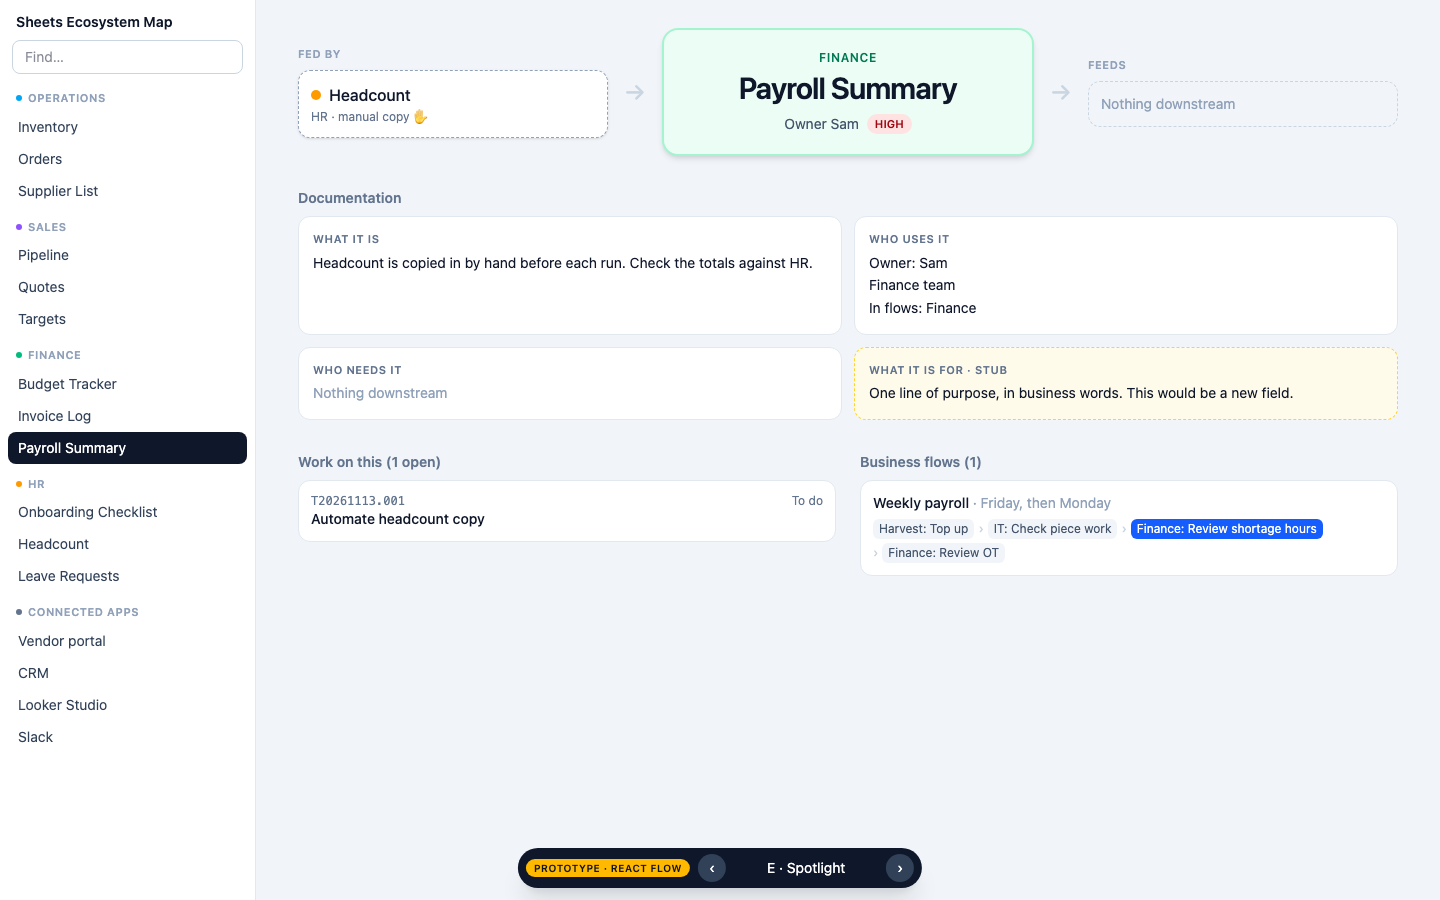 Sheets Ecosystem Map
Find...
OPERATIONS
Inventory
Orders
Supplier List
SALES
Pipeline
Quotes
Targets
FINANCE
Budget Tracker
Invoice Log
Payroll Summary
HR
Onboarding Checklist
Headcount
Leave Requests
CONNECTED APPS
Vendor portal
CRM
Looker Studio
Slack
FED BY
Headcount
HR · manual copy ✋
→
FINANCE
Payroll Summary
Owner Sam HIGH
→
FEEDS
Nothing downstream
Documentation
WHAT IT IS
Headcount is copied in by hand before each run. Check the totals against HR.
WHO USES IT
Owner: Sam
Finance team
In flows: Finance
WHO NEEDS IT
Nothing downstream
WHAT IT IS FOR · STUB
One line of purpose, in business words. This would be a new field.
Work on this (1 open)
T20261113.001 To do
Automate headcount copy
Business flows (1)
Weekly payroll · Friday, then Monday
Harvest: Top up › IT: Check piece work › Finance: Review shortage hours
› Finance: Review OT
PROTOTYPE · REACT FLOW ‹ E · Spotlight ›